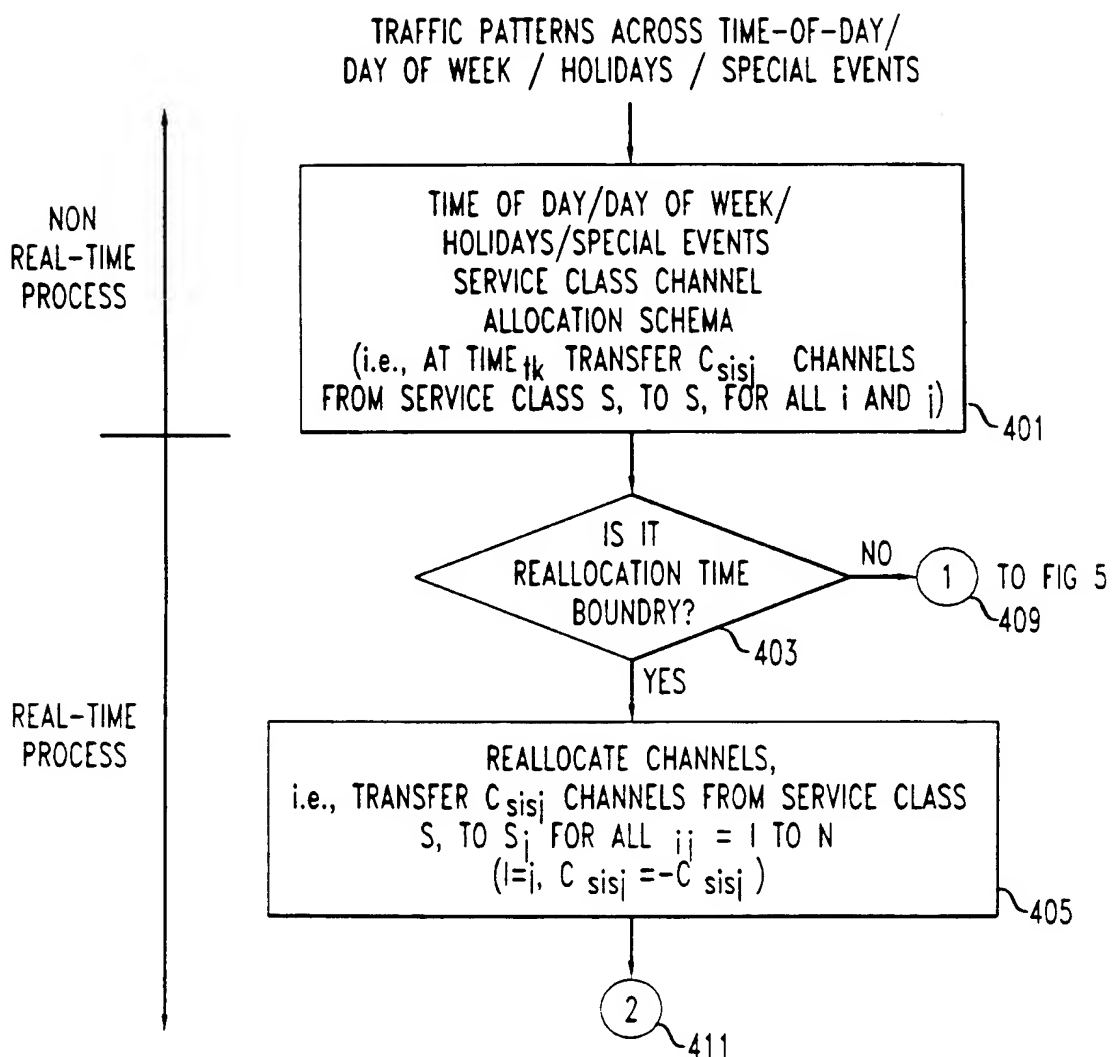 TRAFFIC PATTERNS ACROSS TIME-OF-DAY/
DAY OF WEEK / HOLIDAYS / SPECIAL EVENTS
NON
REAL-TIME
PROCESS
TIME OF DAY/DAY OF WEEK/
HOLIDAYS/SPECIAL EVENTS
SERVICE CLASS CHANNEL
ALLOCATION SCHEMA
(i.e., AT TIME tk TRANSFER C sisj CHANNELS
FROM SERVICE CLASS S, TO S, FOR ALL i AND j)
401
IS IT
REALLOCATION TIME
BOUNDRY?
403
NO
1
TO FIG 5
409
YES
REAL-TIME
PROCESS
REALLOCATE CHANNELS,
i.e., TRANSFER C sisj CHANNELS FROM SERVICE CLASS
S, TO Sj FOR ALL ij = I TO N
(I=j, C sisj =-C sisj )
405
2
411